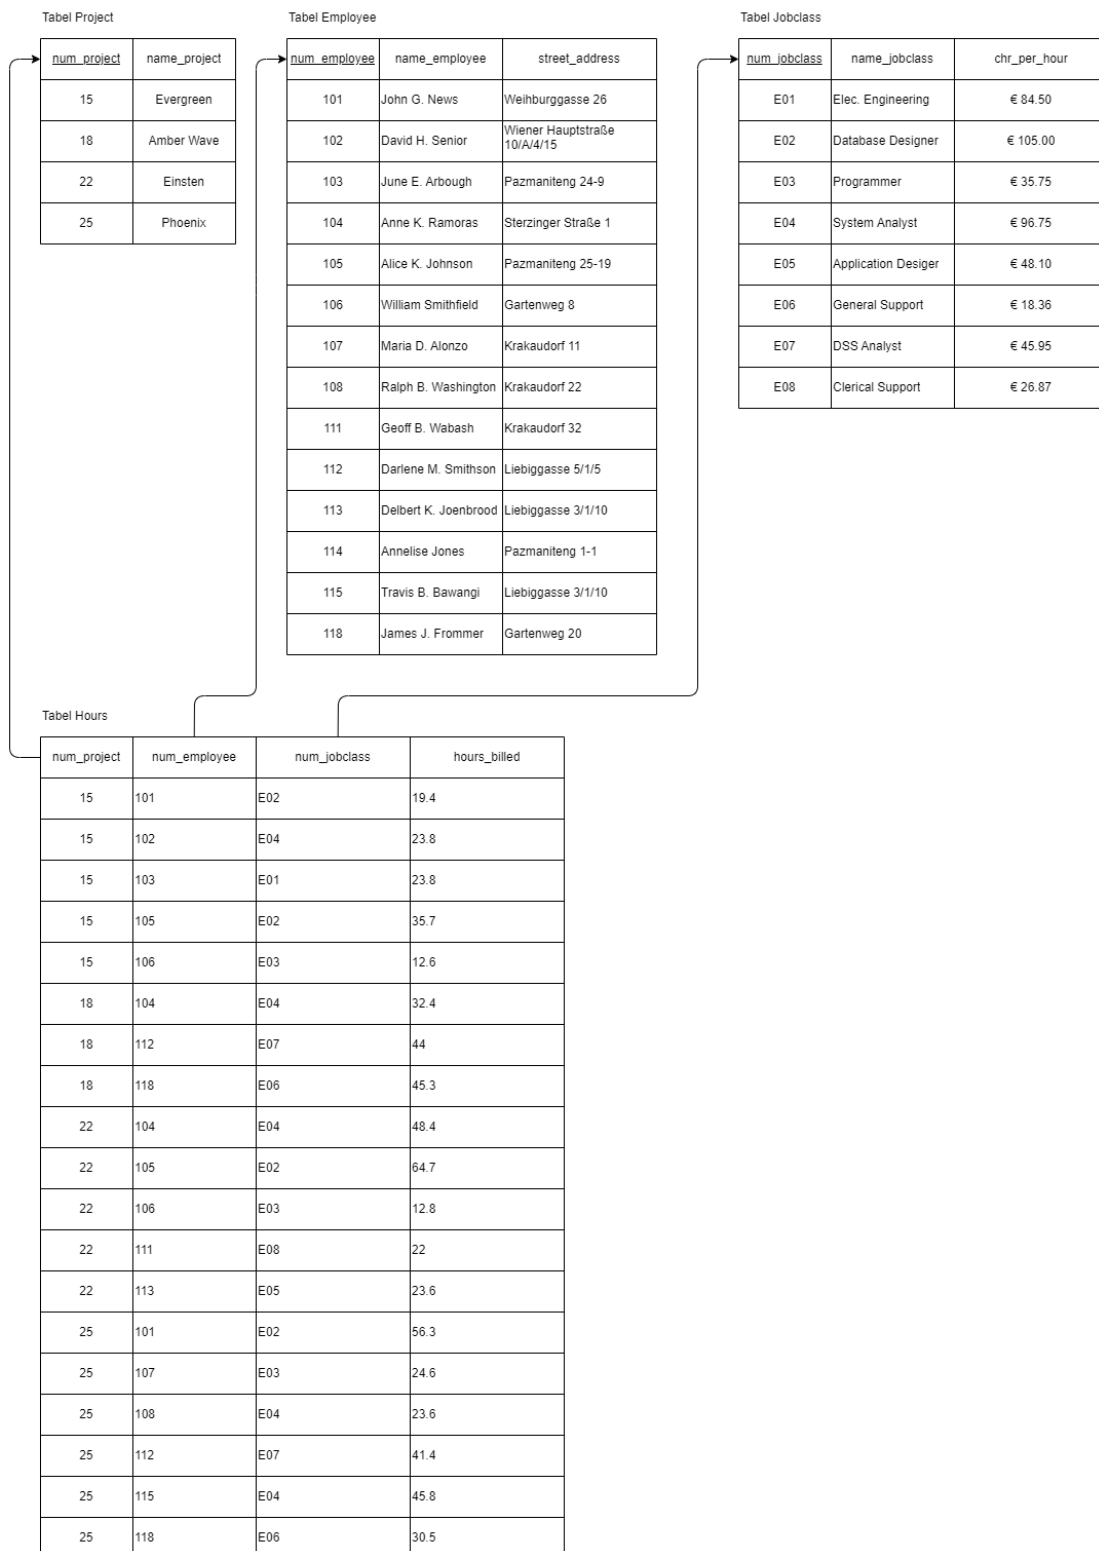 Tabel Project
num_project name_project
15 Evergreen
18 Amber Wave
22 Einsten
25 Phoenix
Tabel Employee
num_employee name_employee street_address
101 John G. News Weihburggasse 26
102 David H. Senior Wiener Hauptstraße
10/A/4/15
103 June E. Arbough Pazmaniteng 24-9
104 Anne K. Ramoras Sterzinger Straße 1
105 Alice K. Johnson Pazmaniteng 25-19
106 William Smithfield Gartenweg 8
107 Maria D. Alonzo Krakaudorf 11
108 Ralph B. Washington Krakaudorf 22
111 Geoff B. Wabash Krakaudorf 32
112 Darlene M. Smithson Liebiggasse 5/1/5
113 Delbert K. Joenbrood Liebiggasse 3/1/10
114 Annelise Jones Pazmaniteng 1-1
115 Travis B. Bawangi Liebiggasse 3/1/10
118 James J. Frommer Gartenweg 20
Tabel Jobclass
num_jobclass name_jobclass chr_per_hour
E01 Elec. Engineering € 84.50
E02 Database Designer € 105.00
E03 Programmer € 35.75
E04 System Analyst € 96.75
E05 Application Desiger € 48.10
E06 General Support € 18.36
E07 DSS Analyst € 45.95
E08 Clerical Support € 26.87
Tabel Hours
num_project num_employee num_jobclass hours_billed
15 101 E02 19.4
15 102 E04 23.8
15 103 E01 23.8
15 105 E02 35.7
15 106 E03 12.6
18 104 E04 32.4
18 112 E07 44
18 118 E06 45.3
22 104 E04 48.4
22 105 E02 64.7
22 106 E03 12.8
22 111 E08 22
22 113 E05 23.6
25 101 E02 56.3
25 107 E03 24.6
25 108 E04 23.6
25 112 E07 41.4
25 115 E04 45.8
25 118 E06 30.5